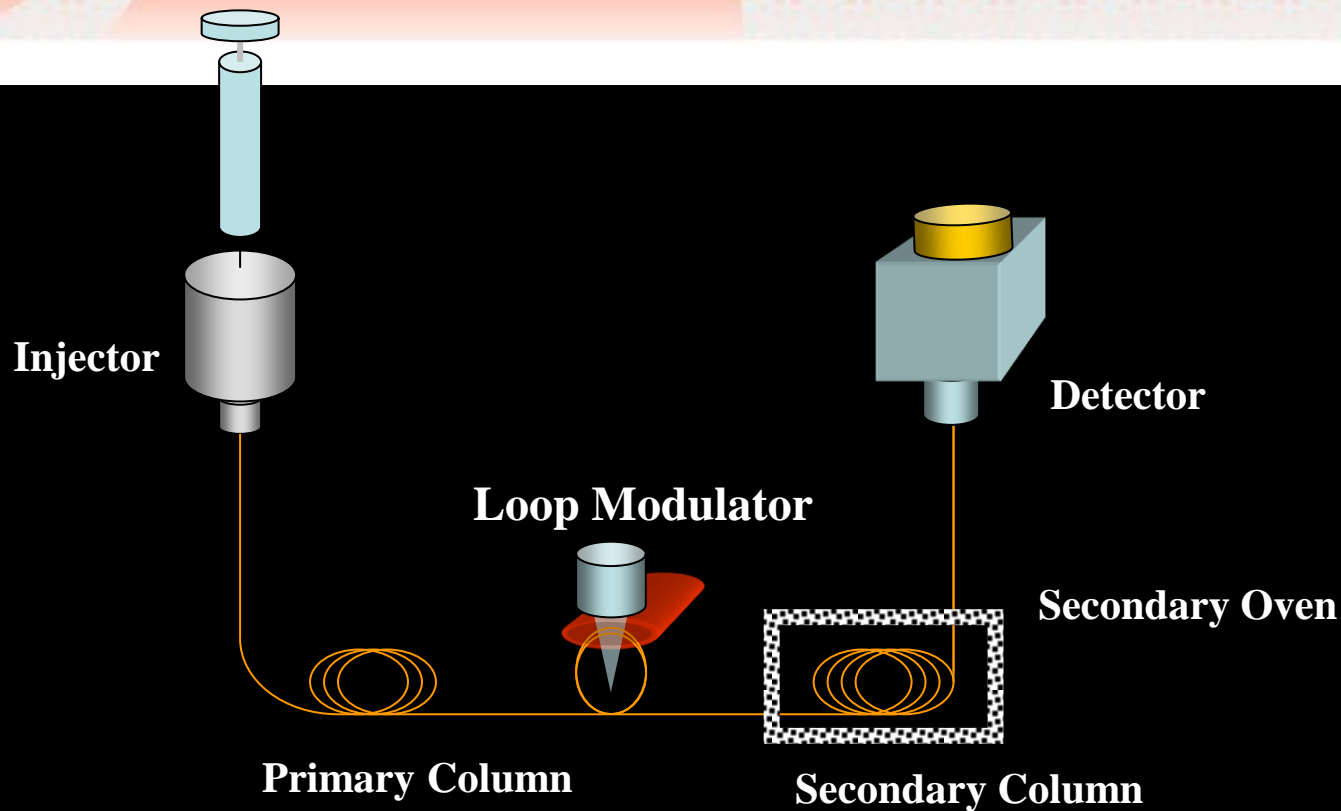 Injector
Detector
Loop Modulator
Secondary Oven
Primary Column
Secondary Column